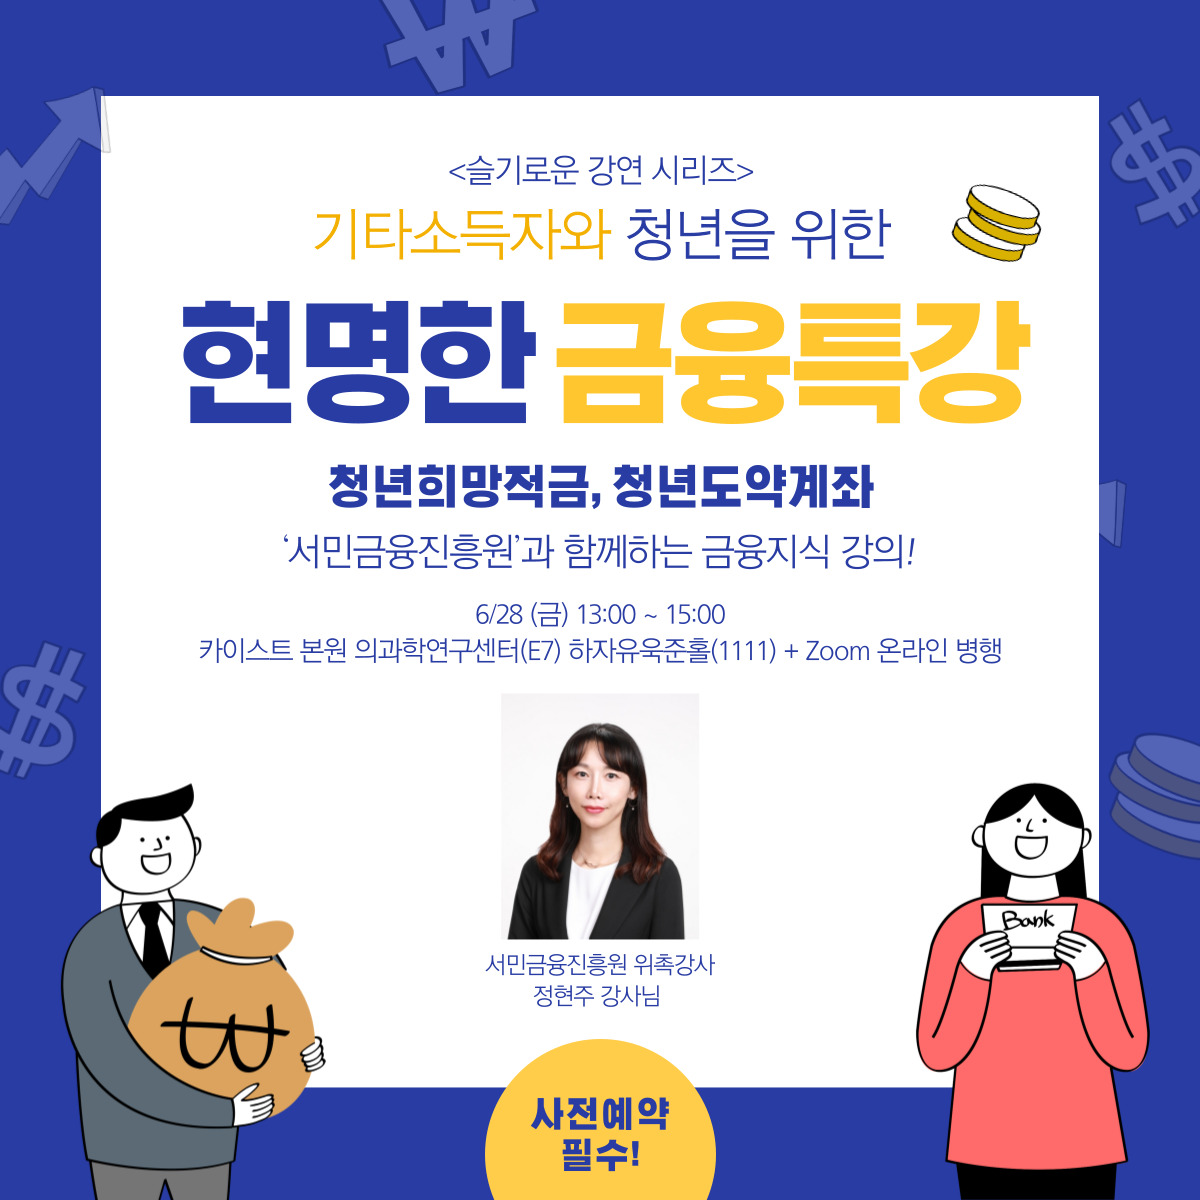 <슬기로운 강연 시리즈>
기타소득자와 청년을 위한
현명한 금융특강
청년희망적금, 청년도약계좌
‘서민금융진흥원’과 함께하는 금융지식 강의!
6/28 (금) 13:00 ~ 15:00
카이스트 본원 의과학연구센터(E7) 하자유욱준홀(1111) + Zoom 온라인 병행
Bank
서민금융진흥원 위촉강사
정현주 강사님
사전예약
필수!